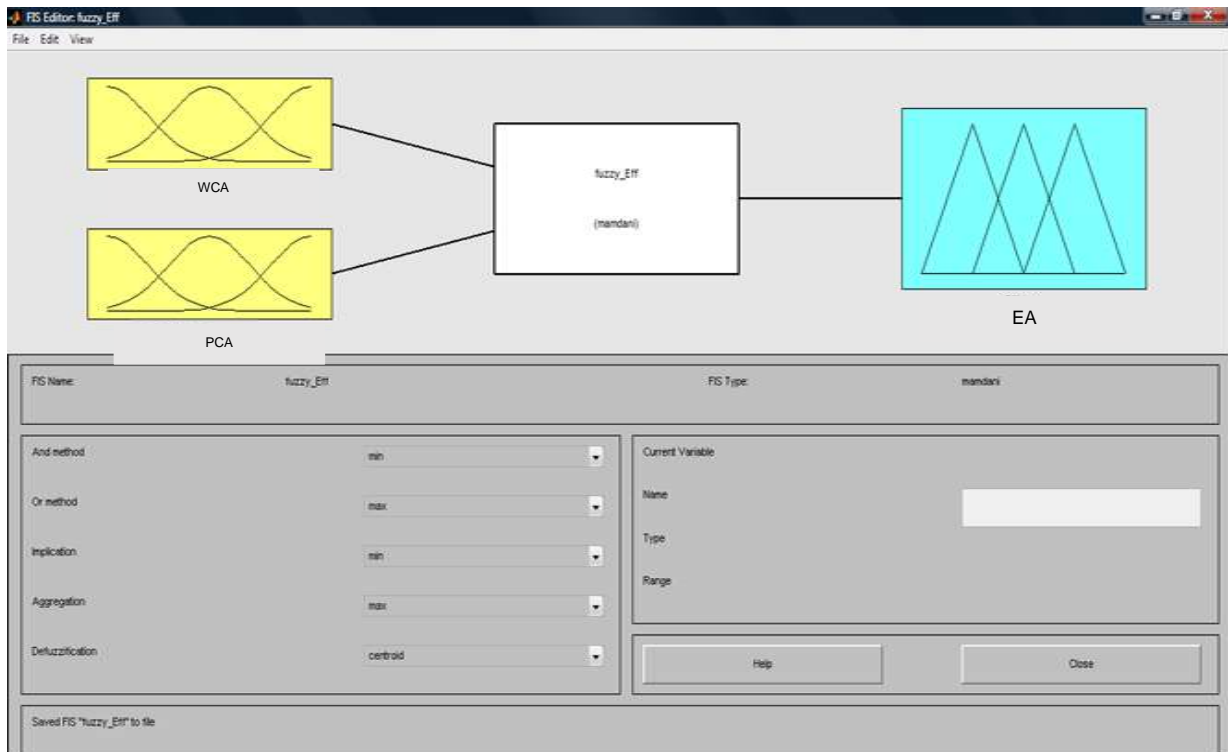 FIS Editor: fuzzy_Eff
File Edit View
WCA
fuzzy_Eff
(mamdani)
PCA
EA
FIS Name: fuzzy_Eff FIS Type: mamdani
And method min
Or method max
Implication min
Aggregation max
Defuzzification centroid
Current Variable
Name
Type
Range
Help Close
Saved FIS "fuzzy_Eff" to file